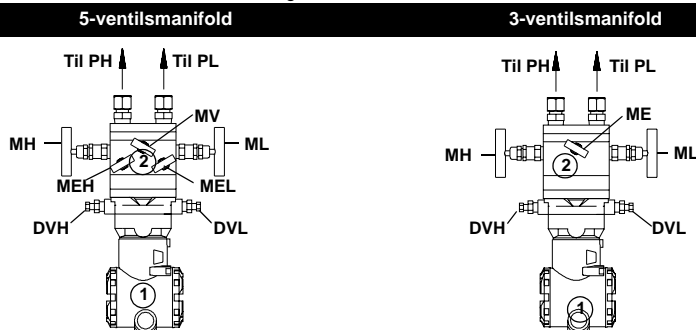 5-ventilsmanifold
3-ventilsmanifold
Til PH
Til PL
MV
MH
ML
2
MEH
MEL
DVH
DVL
1
Til PH
Til PL
ME
MH
ML
2
DVH
DVL
1